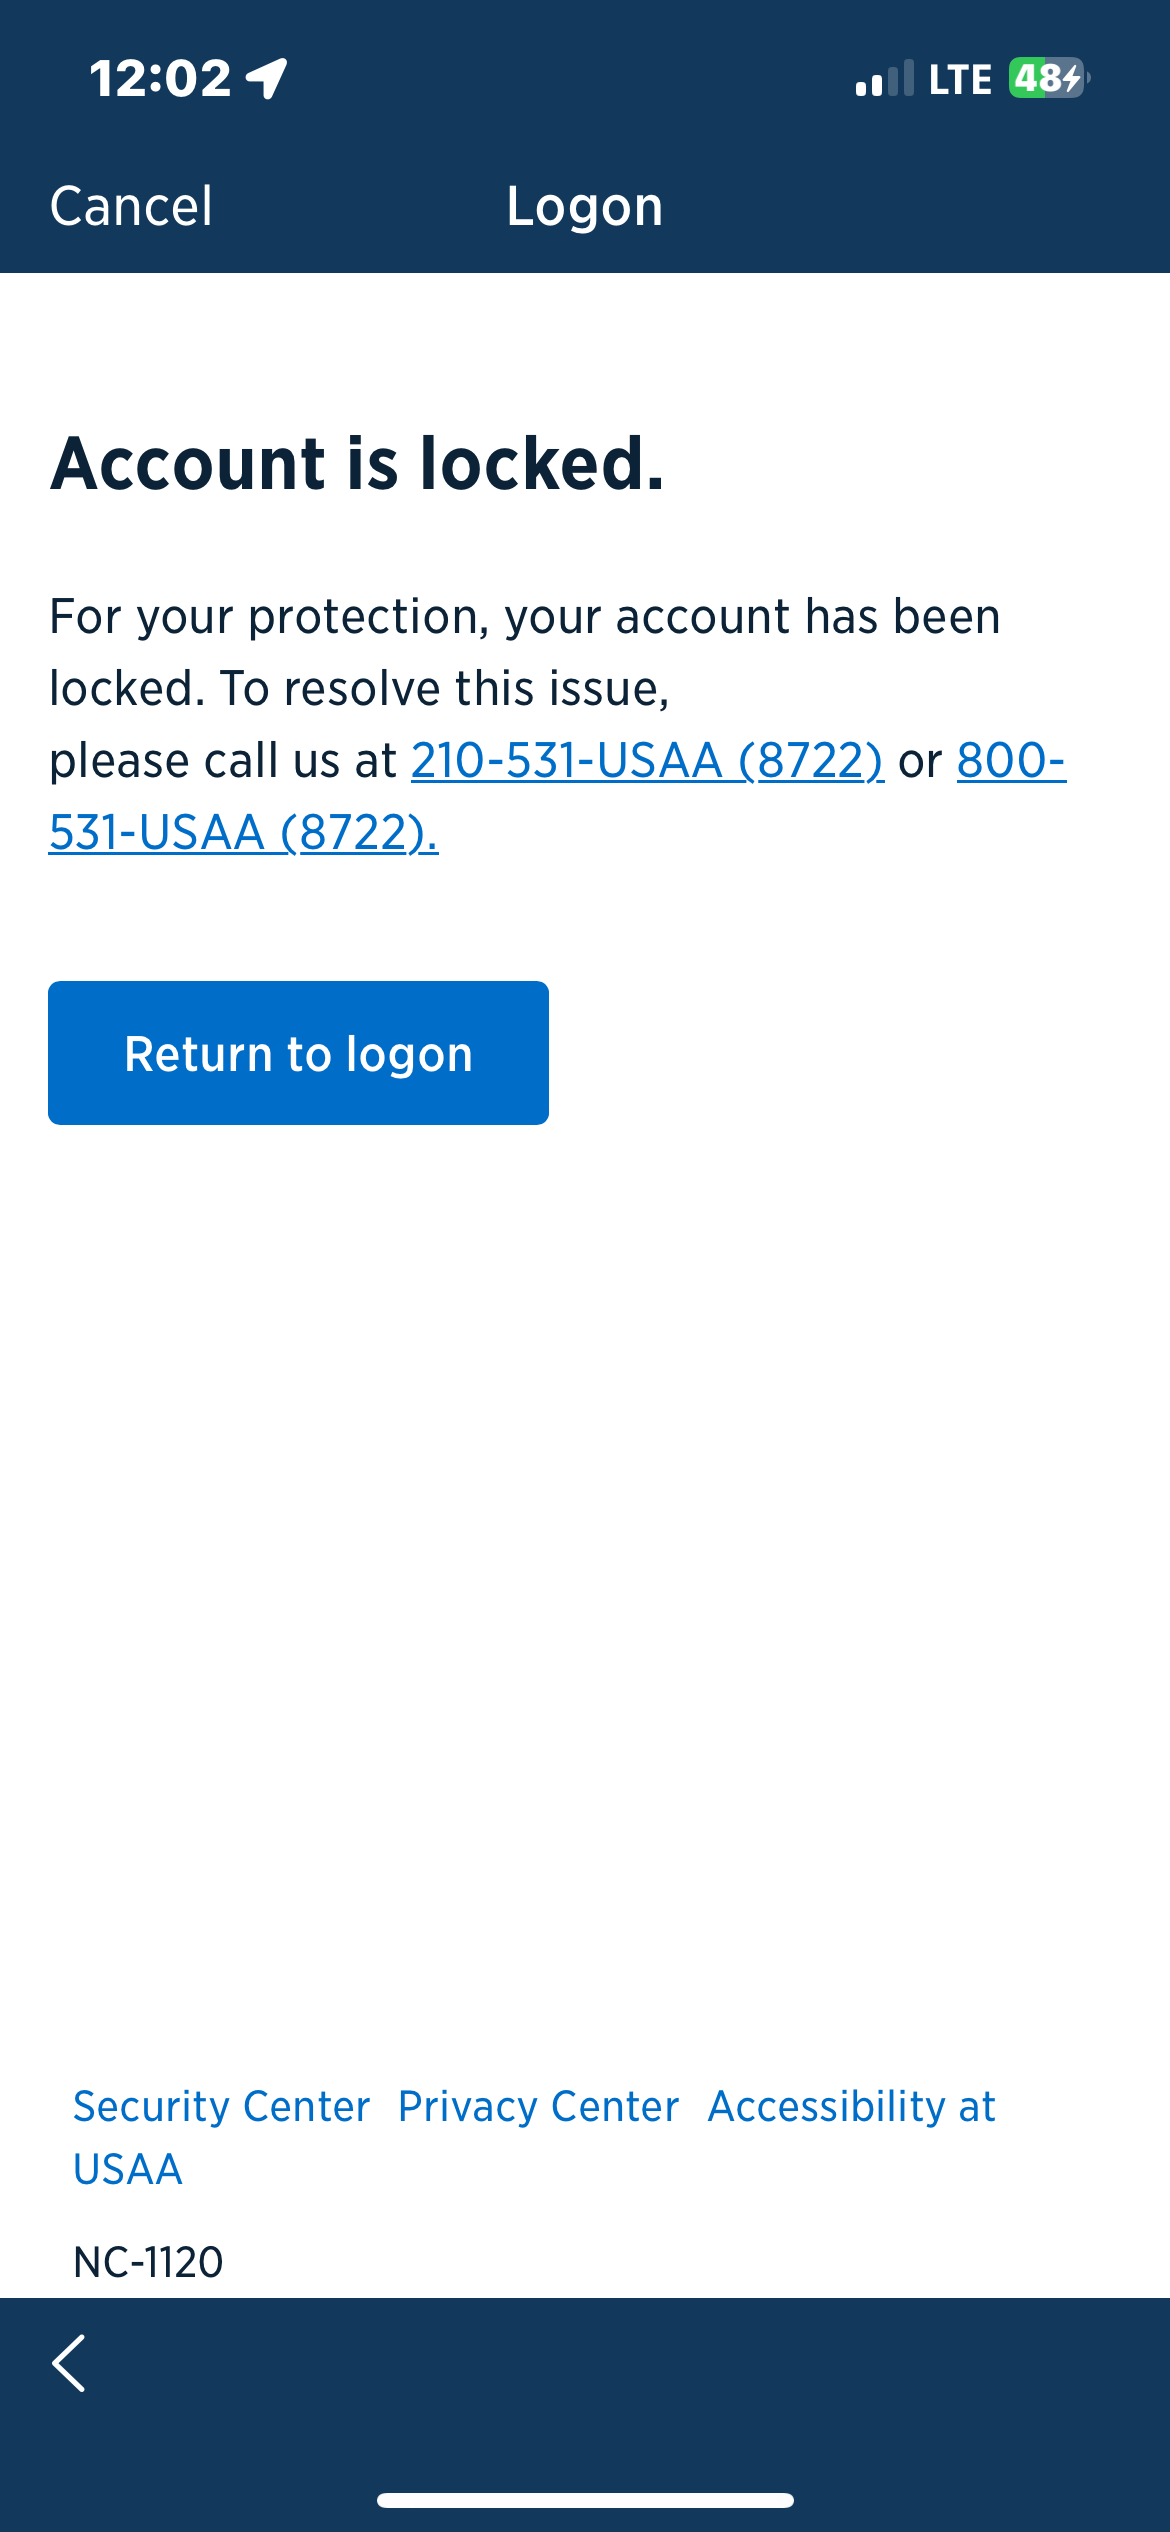 12:02 LTE 48
Cancel Logon
Account is locked.
For your protection, your account has been
locked. To resolve this issue,
please call us at 210-531-USAA (8722) or 800-
531-USAA (8722).
Return to logon
Security Center Privacy Center Accessibility at
USAA
NC-1120